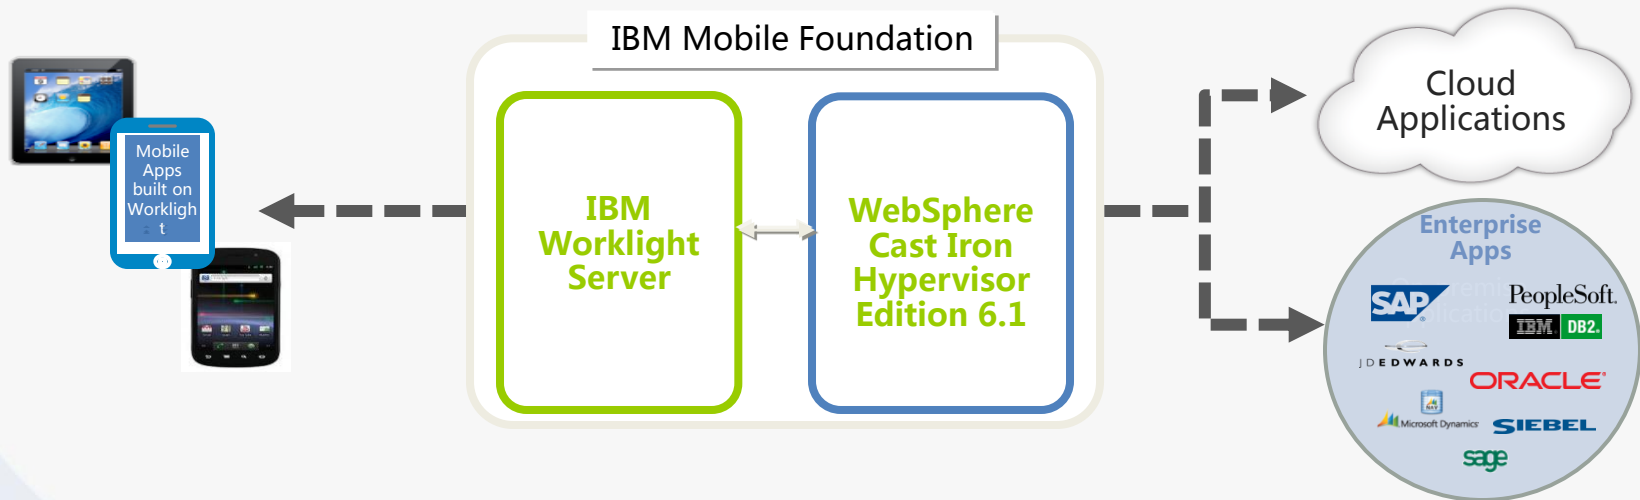 IBM Mobile Foundation
Mobile
Apps
built on
Workligh
t
IBM
Worklight
Server
WebSphere
Cast Iron
Hypervisor
Edition 6.1
Cloud
Applications
Enterprise
Apps
SAP
PeopleSoft.
IBM. DB2.
JDEDWARDS
ORACLE
Microsoft Dynamics
SIEBEL
sage